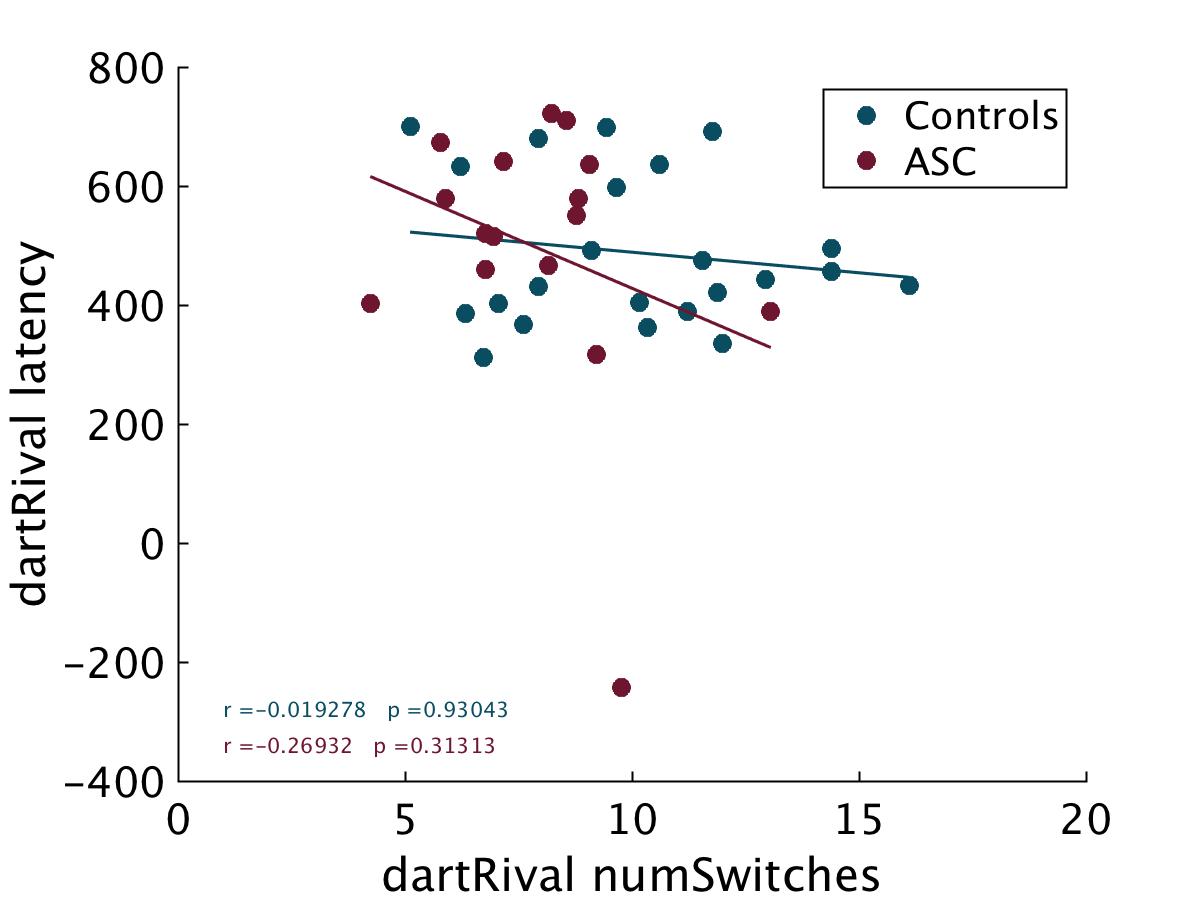 800
600
400
200
0
−200
−400
dartRival latency
Controls
ASC
r =−0.019278 p =0.93043
r =−0.26932 p =0.31313
0 5 10 15 20
dartRival numSwitches